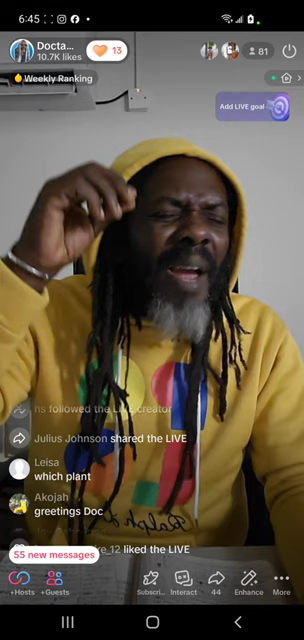 6:45
Docta...
10.7K likes
13
81
Weekly Ranking
Add LIVE goal
followed the LIVE creator
Julius Johnson shared the LIVE
Leisa
which plant
Akojah
greetings Doc
55 new messages
re_12 liked the LIVE
+Hosts
+Guests
Subscri...
Interact
44
Enhance
More